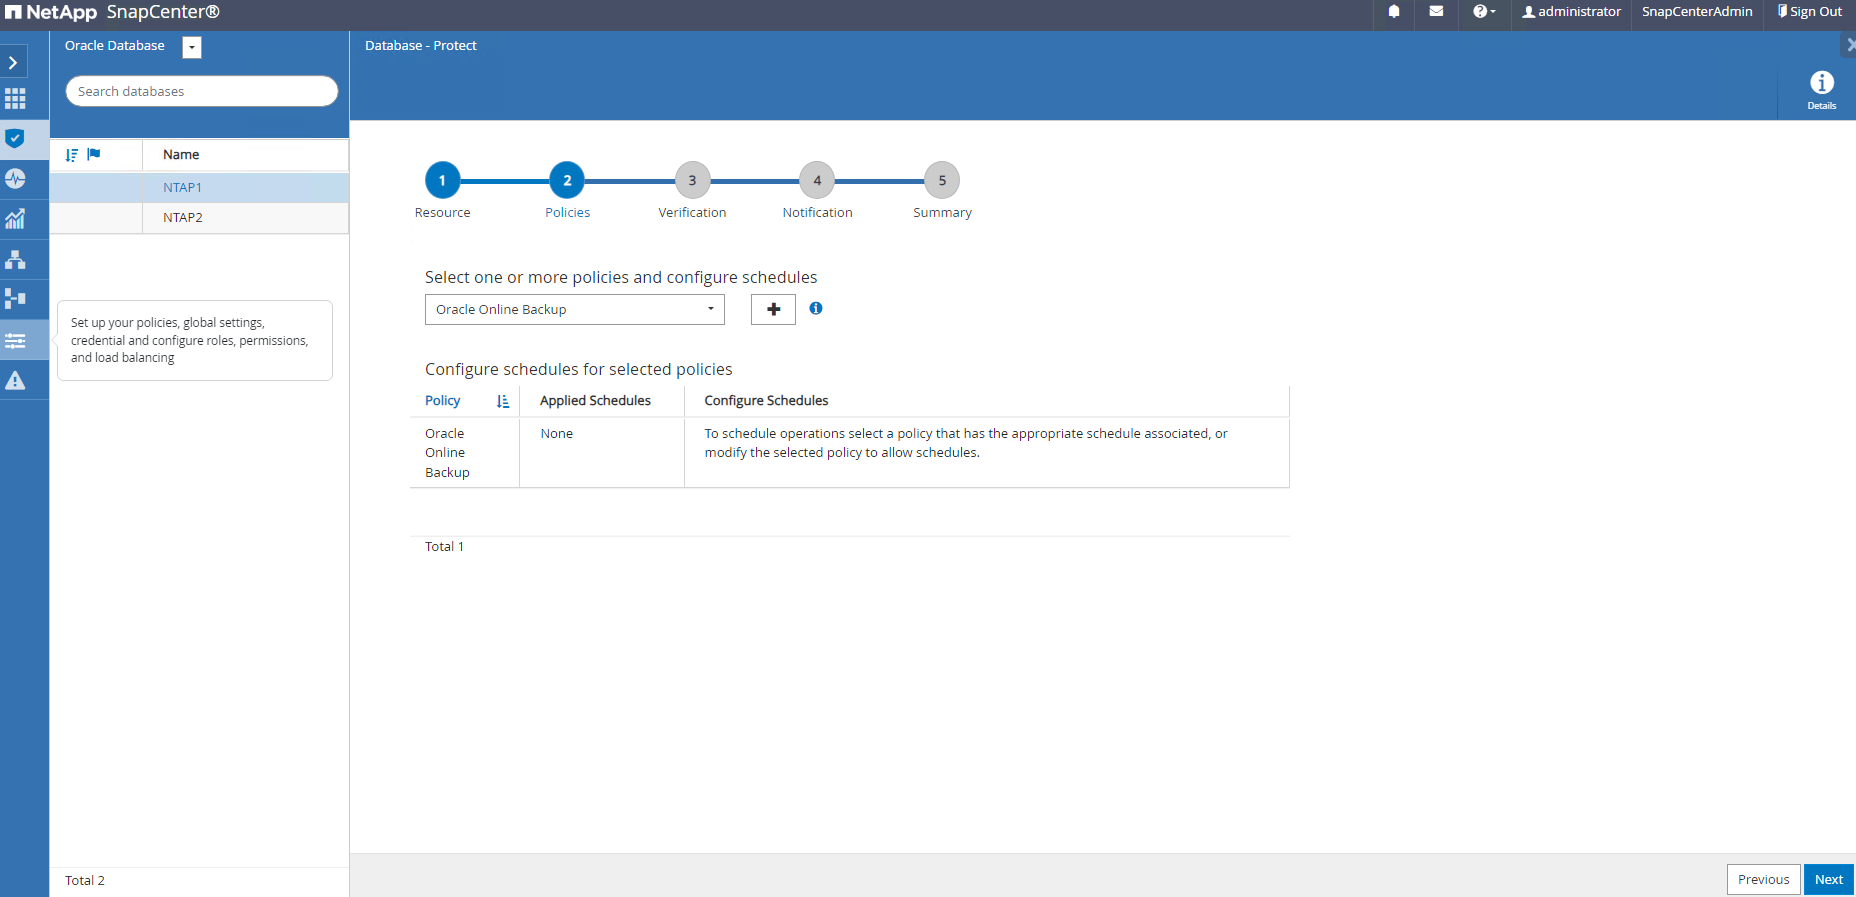 NetApp SnapCenter®
administrator
SnapCenterAdmin
Sign Out
Oracle Database
Search databases
Name
NTAP1
NTAP2
Set up your policies, global settings,
credential and configure roles, permissions,
and load balancing
Total 2
Database - Protect
Details
1
2
3
4
5
Resource
Policies
Verification
Notification
Summary
Select one or more policies and configure schedules
Oracle Online Backup
Configure schedules for selected policies
Policy
Applied Schedules
Configure Schedules
Oracle
Online
Backup
None
To schedule operations select a policy that has the appropriate schedule associated, or
modify the selected policy to allow schedules.
Total 1
Previous
Next